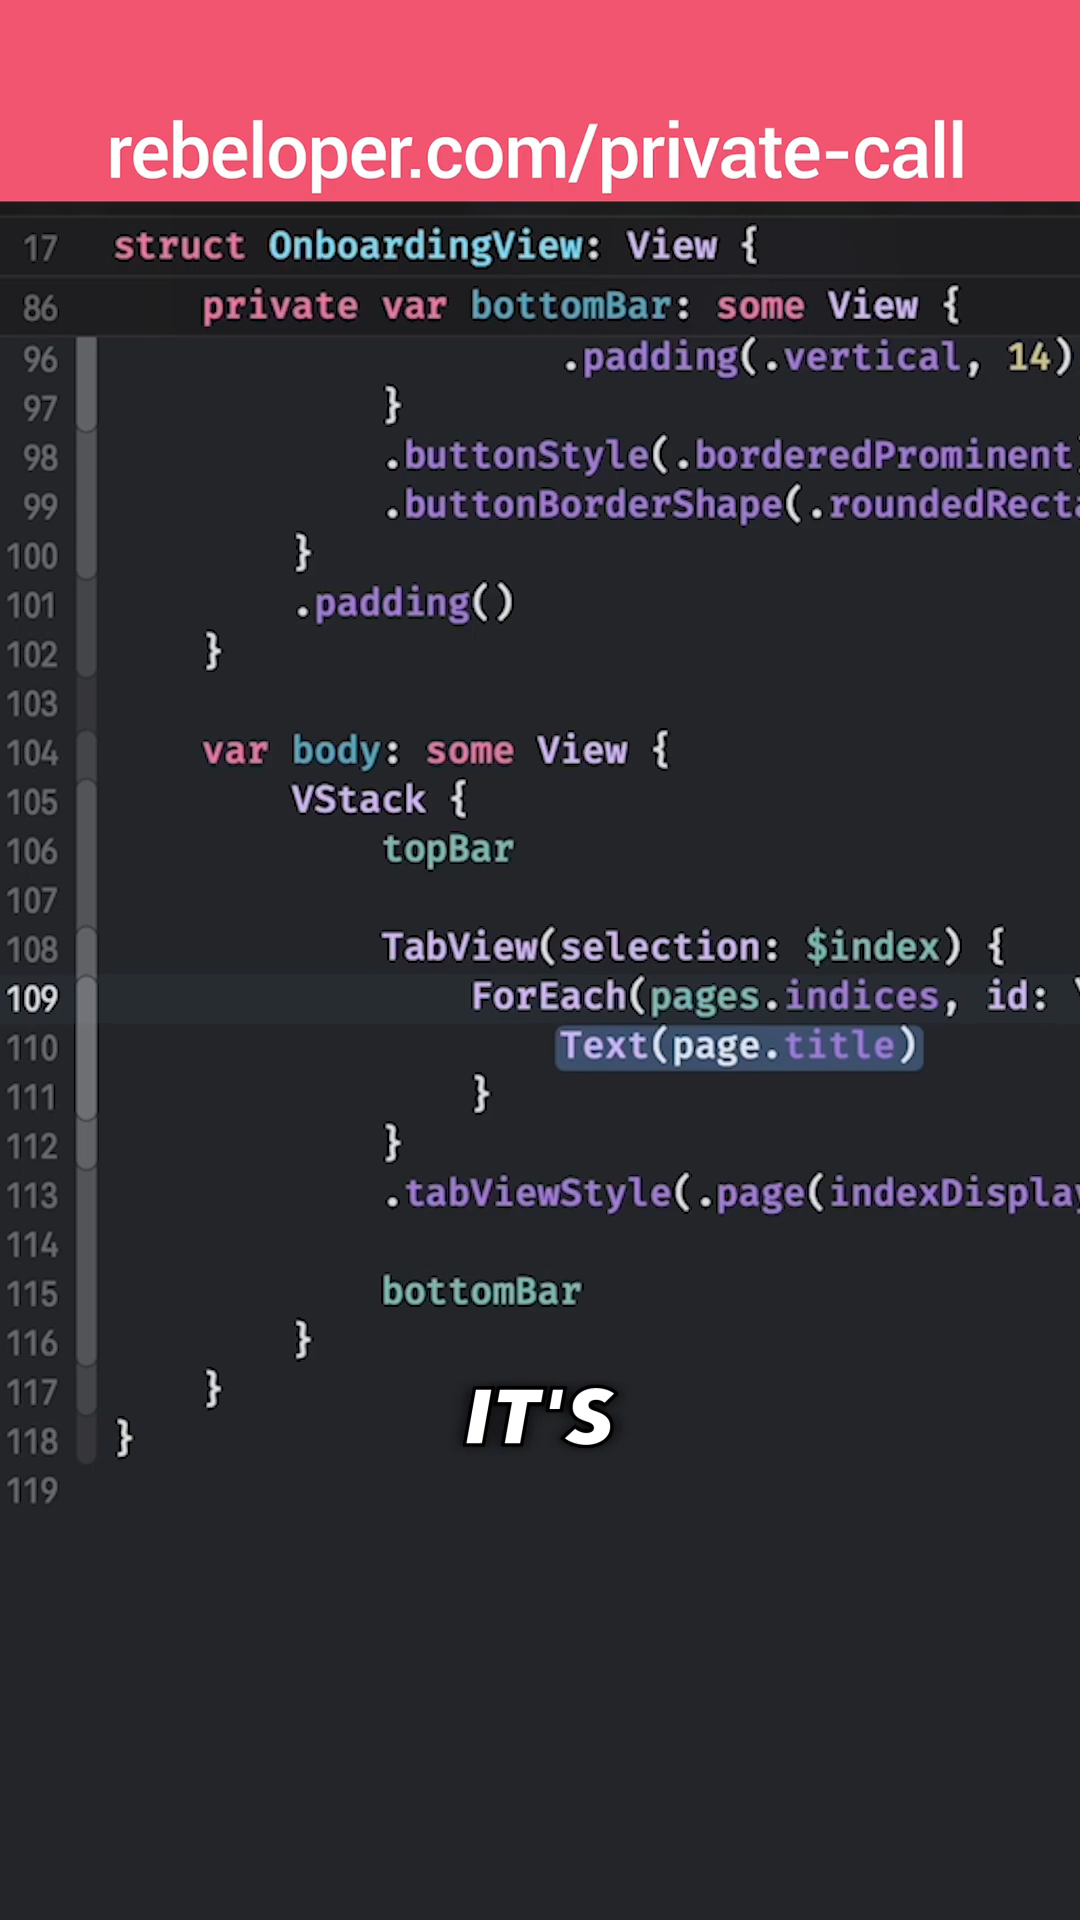 rebeloper.com/private-call
17 struct OnboardingView: View {
86 private var bottomBar: some View {
96 .padding(.vertical, 14)
97 }
98 .buttonStyle(.borderedProminent)
99 .buttonBorderShape(.roundedRecta
100 }
101 .padding()
102 }
103
104 var body: some View {
105 VStack {
106 topBar
107
108 TabView(selection: $index) {
109 ForEach(pages.indices, id: \
110 Text(page.title)
111 }
112 }
113 .tabViewStyle(.page(indexDisplay
114
115 bottomBar
116 }
117 }
118 }
119
IT'S